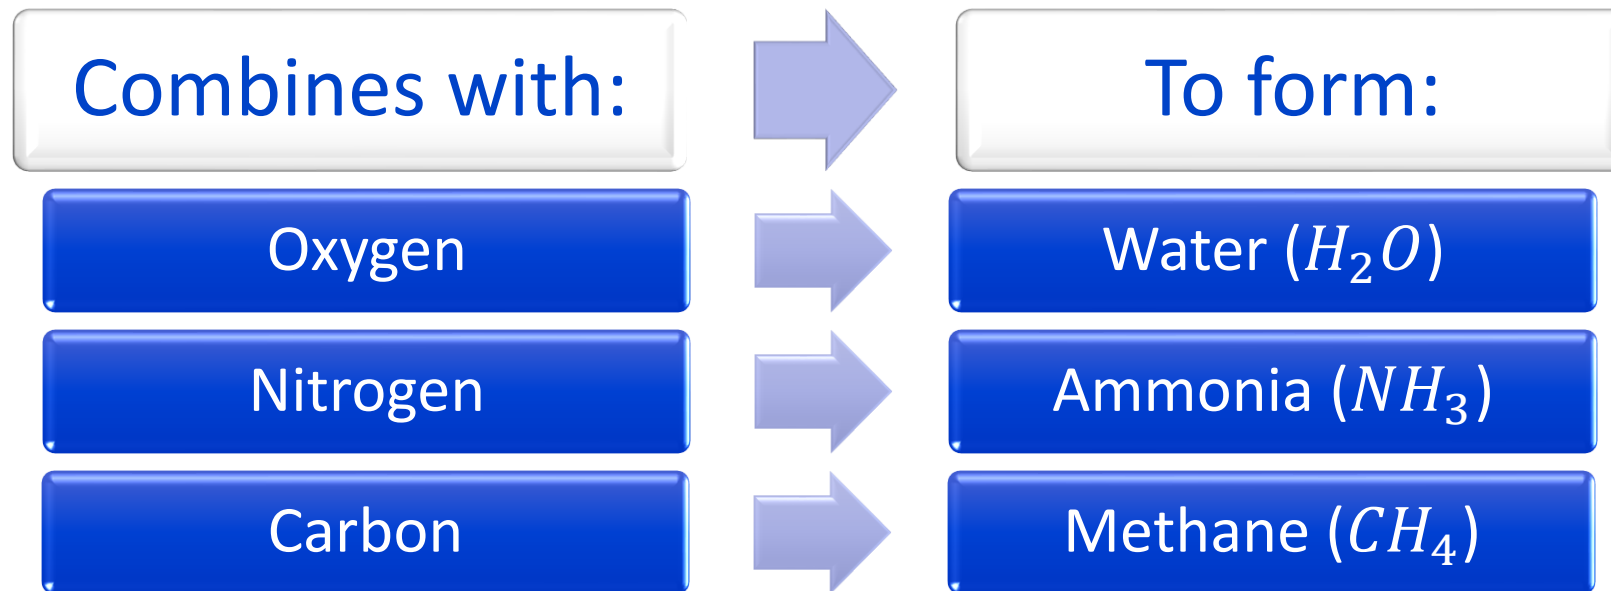 Combines with:
To form:
Oxygen
Water (H₂O)
Nitrogen
Ammonia (NH₃)
Carbon
Methane (CH₄)